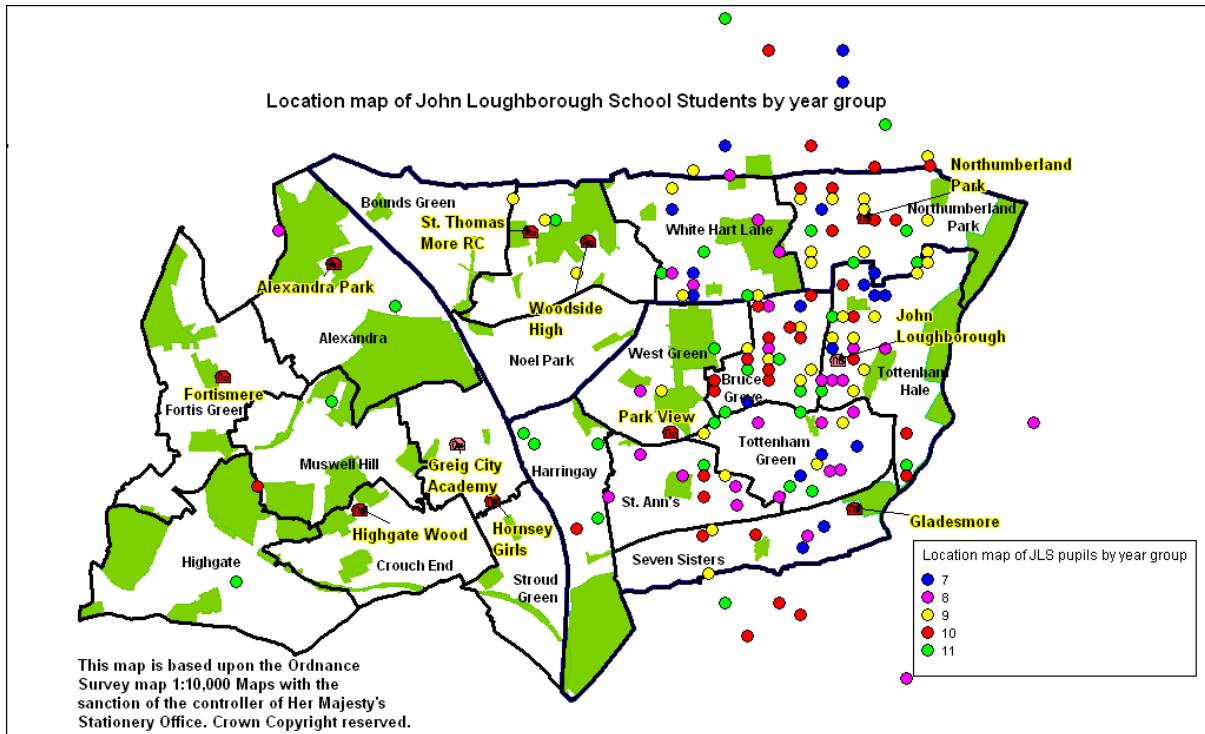 Location map of John Loughborough School Students by year group
Northumberland
Park
Bounds Green
St. Thomas
More RC
White Hart Lane
Northumberland
Park
Alexandra Park
Woodside
High
John
Loughborough
Alexandra
Noel Park
West Green
Bruce
Grove
Tottenham
Hale
Fortismere
Fortis Green
Park View
Tottenham
Green
Muswell Hill
Greig City
Academy
Harringay
St. Ann's
Highgate Wood
Hornsey
Girls
Gladesmore
Highgate
Crouch End
Stroud
Green
Seven Sisters
Location map of JLS pupils by year group
7
8
9
10
11
This map is based upon the Ordnance
Survey map 1:10,000 Maps with the
sanction of the controller of Her Majesty's
Stationery Office. Crown Copyright reserved.